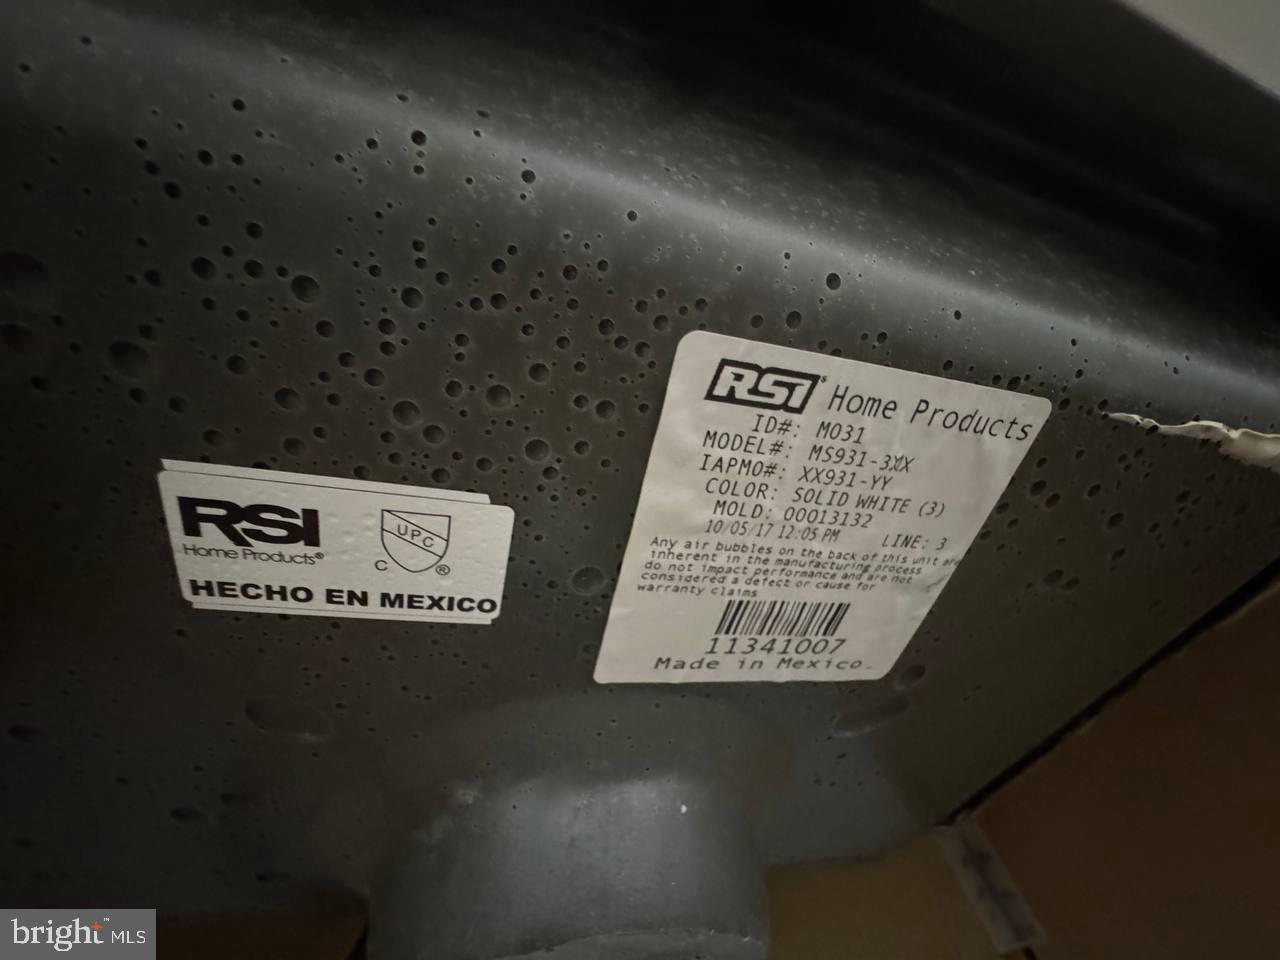 RSI
Home Products®
UPC
C ®
HECHO EN MEXICO
RSI® Home Products
ID#: M031
MODEL#: MS931-3XX
IAPMO#: XX931-YY
COLOR: SOLID WHITE (3)
MOLD: 00013132
10/05/17 12:05 PM LINE: 3
Any air bubbles on the back of this unit are
inherent in the manufacturing process
do not impact performance and are not
considered a defect or cause for
warranty claims
11341007
Made in Mexico.
bright™ MLS